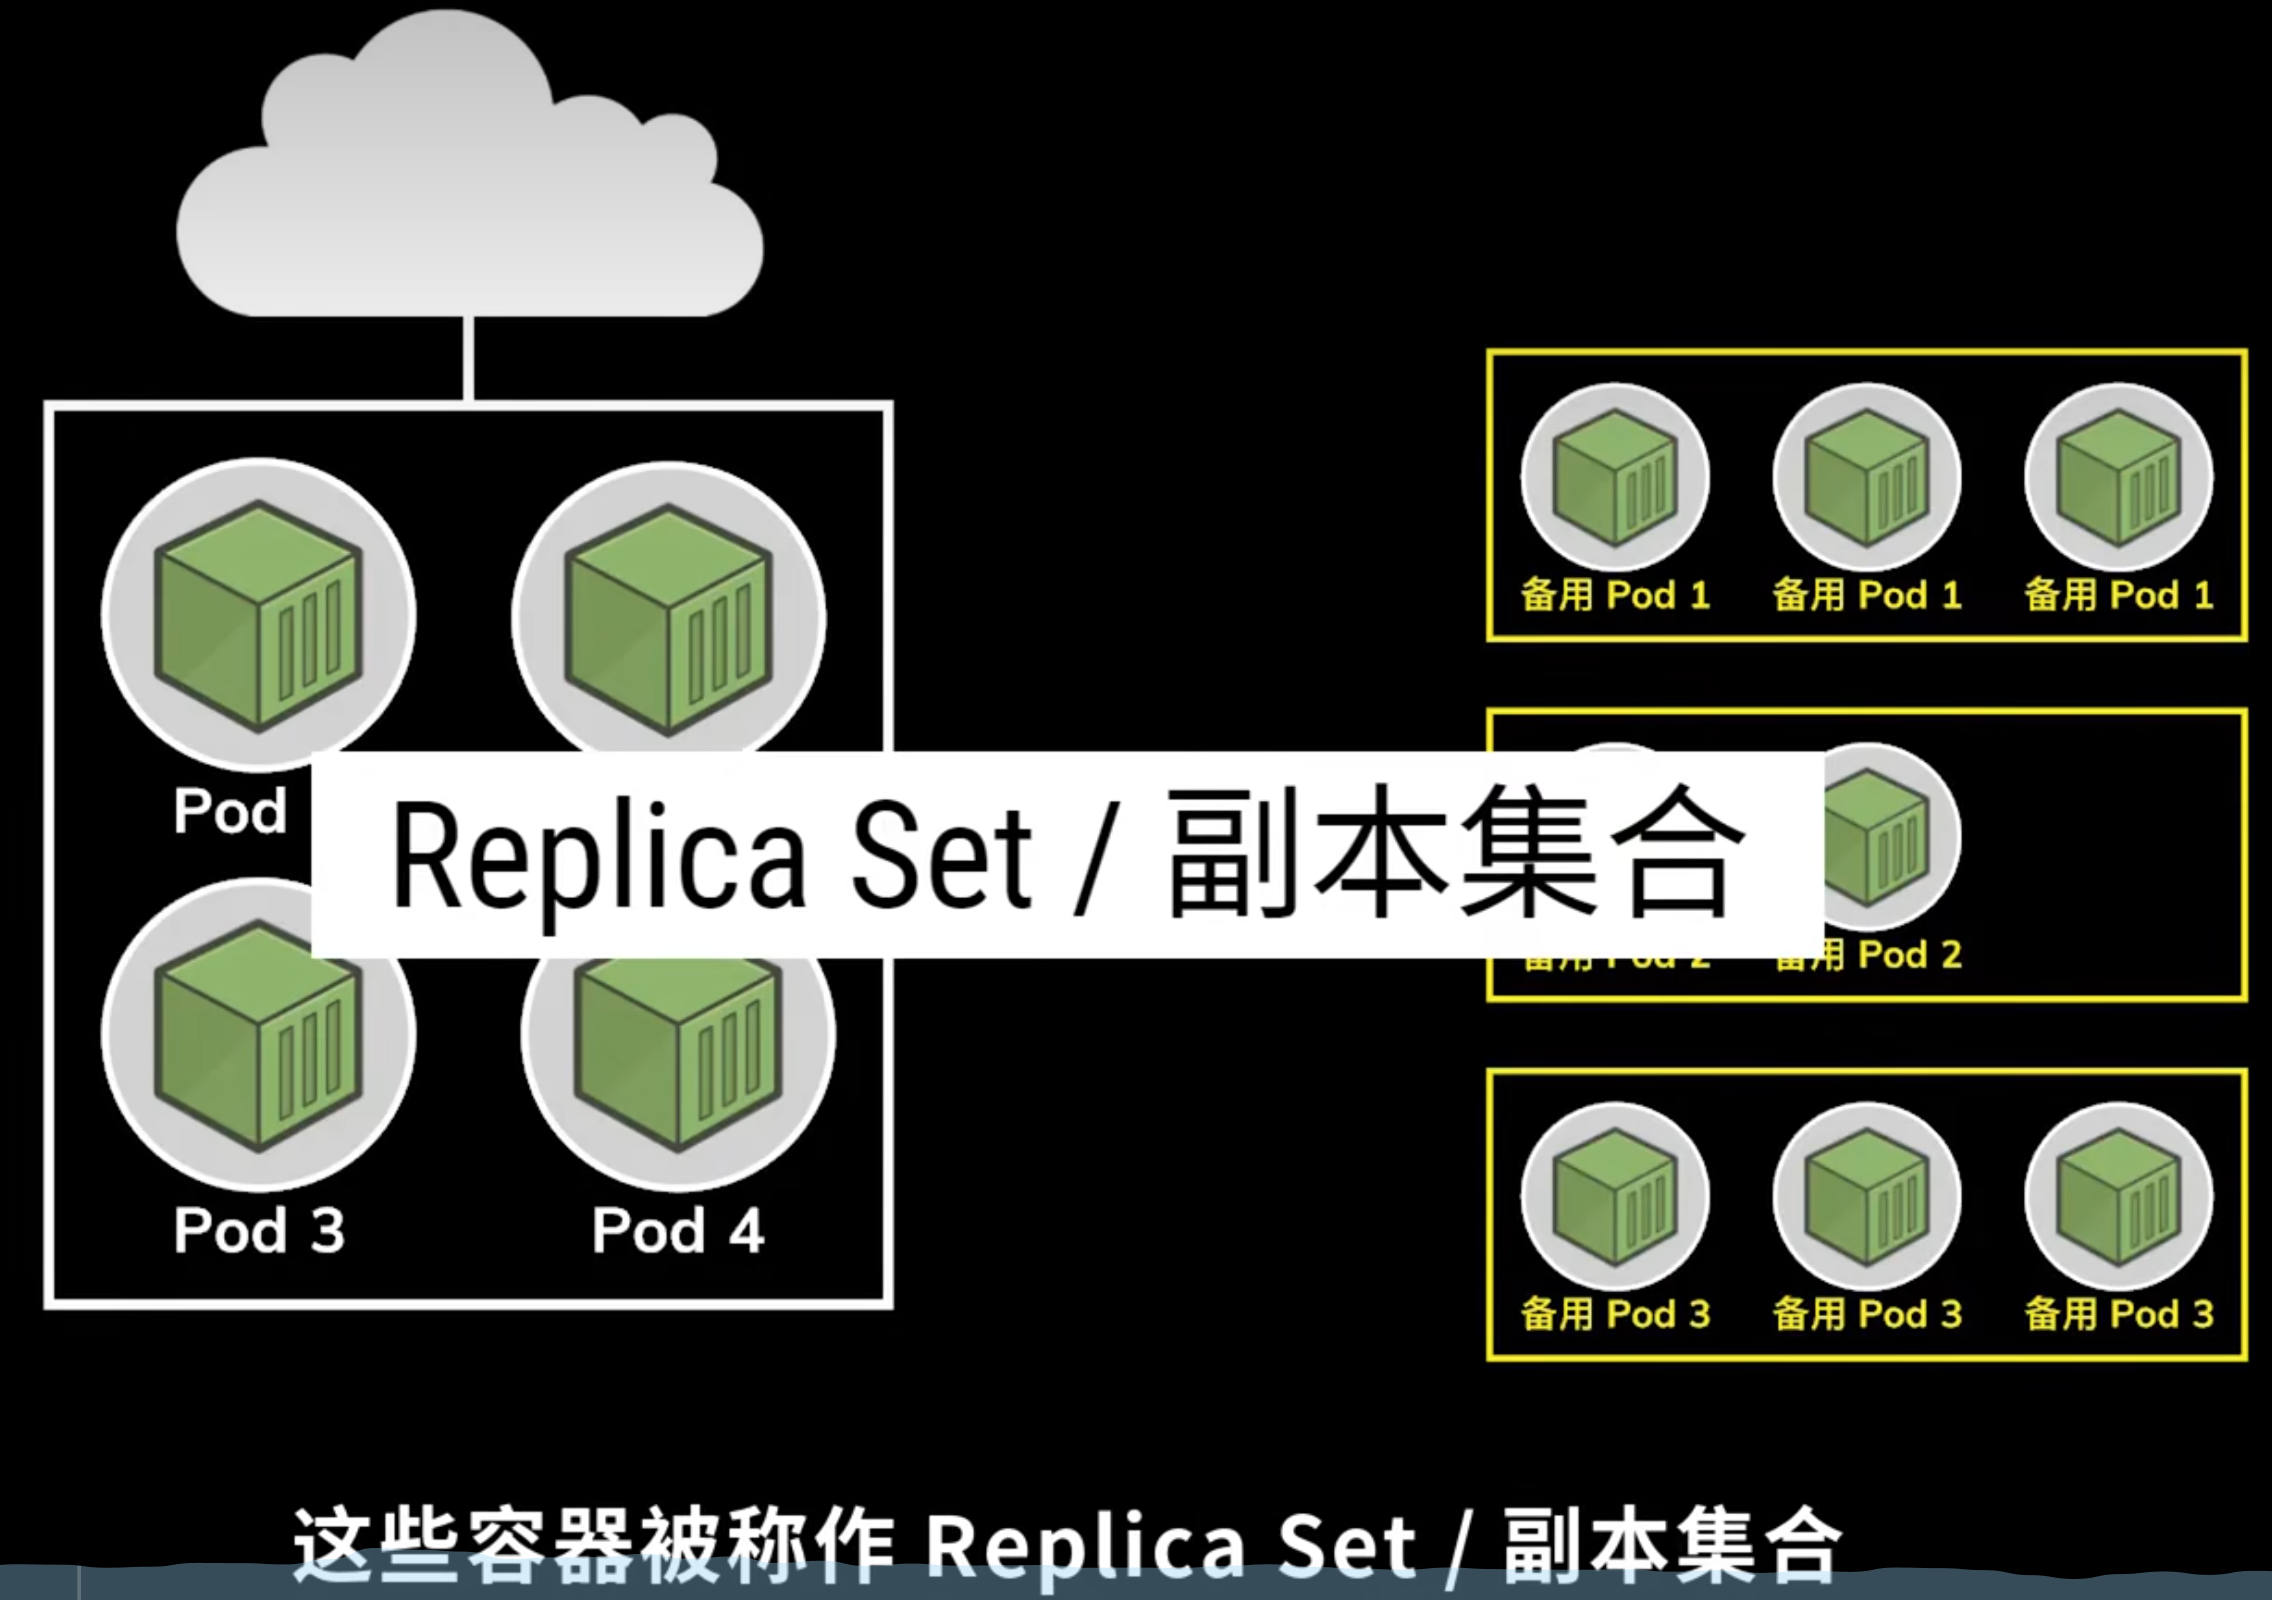 备用 Pod 1 备用 Pod 1 备用 Pod 1
Pod
Replica Set / 副本集合
用 Pod 2
Pod 3 Pod 4
备用 Pod 3 备用 Pod 3 备用 Pod 3
这些容器被称作 Replica Set / 副本集合